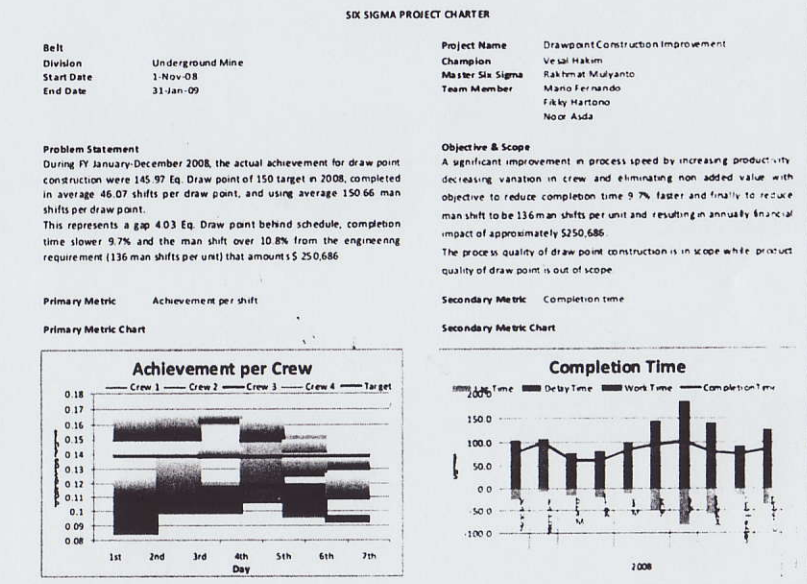 SIX SIGMA PROJECT CHARTER
Belt
Division Underground Mine
Start Date 1-Nov-08
End Date 31-Jan-09
Project Name Drawpoint Construction Improvement
Champion Vesal Hakim
Master Six Sigma Rakhmat Mulyanto
Team Member Mario Fernando
Fikky Hartono
Noor Asda
Problem Statement
During FY January-December 2008, the actual achievement for draw point
construction were 145.97 Eq. Draw point of 150 target in 2008, completed
in average 46.07 shifts per draw point, and using average 150.66 man
shifts per draw point.
This represents a gap 4.03 Eq. Draw point behind schedule, completion
time slower 9.7% and the man shift over 10.8% from the engineering
requirement (136 man shifts per unit) that amounts $ 250,686
Objective & Scope
A significant improvement in process speed by increasing productivity
decreasing variation in crew and eliminating non added value with
objective to reduce completion time 9.7% faster and finally to reduce
man shift to be 136 man shifts per unit and resulting in annually financial
impact of approximately $250,686
The process quality of draw point construction is in scope while product
quality of draw point is out of scope.
Primary Metric Achievement per shift
Primary Metric Chart
Secondary Metric Completion time
Secondary Metric Chart
Achievement per Crew
Crew 1 Crew 2 Crew 3 Crew 4 Target
0.18
0.17
0.16
0.15
0.14
0.13
0.12
0.11
0.1
0.09
0.08
1st 2nd 3rd 4th 5th 6th 7th
Day
Completion Time
Time Delay Time Work Time Completion Time
200.0
150.0
100.0
50.0
0.0
-50.0
-100.0
2008